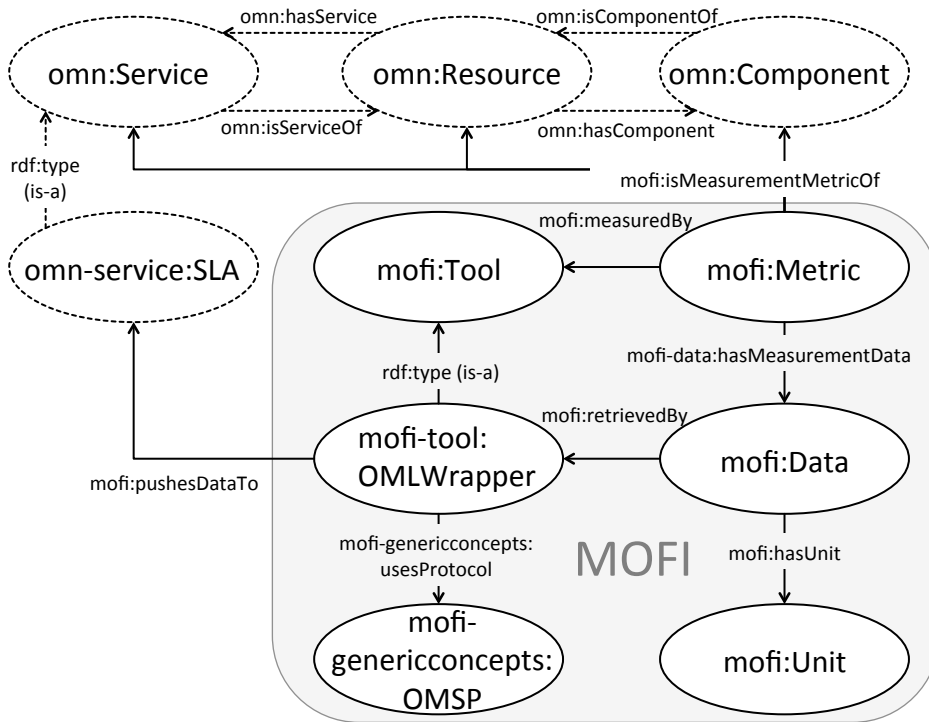 omn:hasService
omn:isComponentOf
omn:Service
omn:Resource
omn:Component
omn:isServiceOf
omn:hasComponent
rdf:type
(is-a)
mofi:isMeasurementMetricOf
mofi:measuredBy
omn-service:SLA
mofi:Tool
mofi:Metric
mofi-data:hasMeasurementData
rdf:type (is-a)
mofi:retrievedBy
mofi-tool:
OMLWrapper
mofi:Data
mofi:pushesDataTo
mofi-genericconcepts:
usesProtocol
MOFI
mofi:hasUnit
mofi-
genericconcepts:
OMSP
mofi:Unit